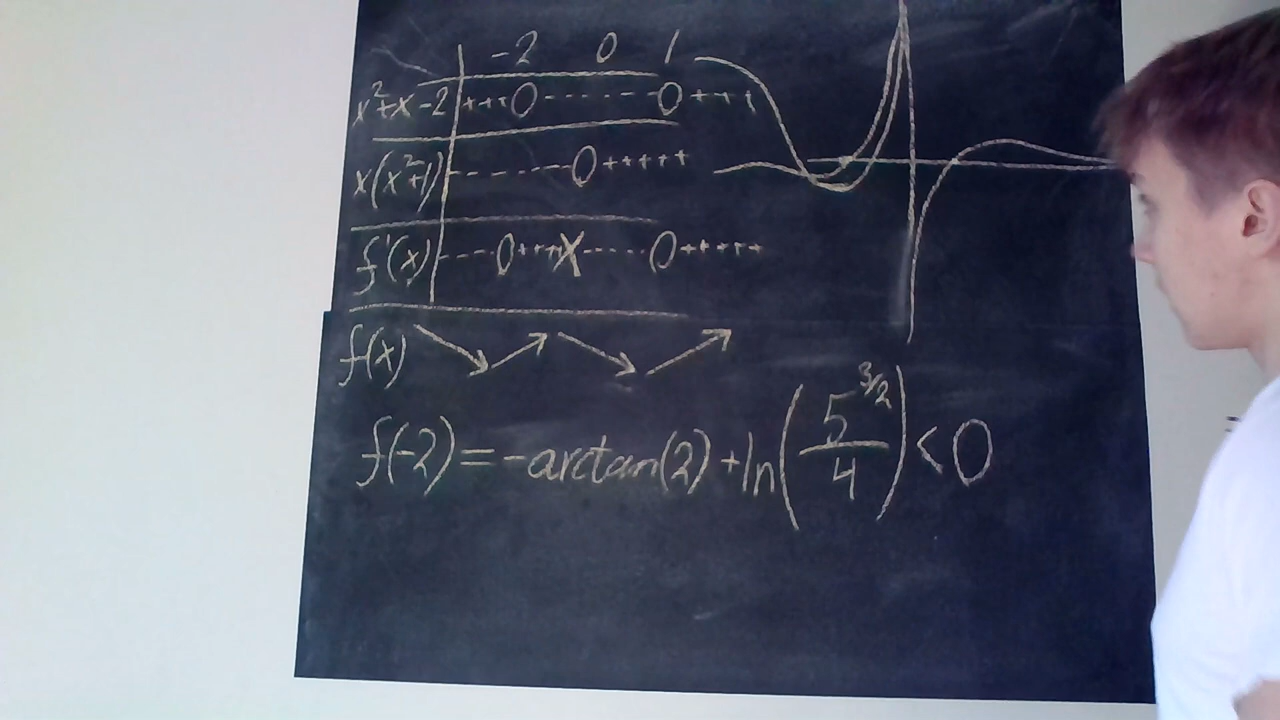 -2 0 1
x²+x-2 +++0-------0++++
x(x²+1) --------0+++++
f'(x) ----0+++X-----0+++++
f(x) ↘ ↗ ↘ ↗
f(-2)=-arctan(2)+ln(5^{3/2}/4)<0